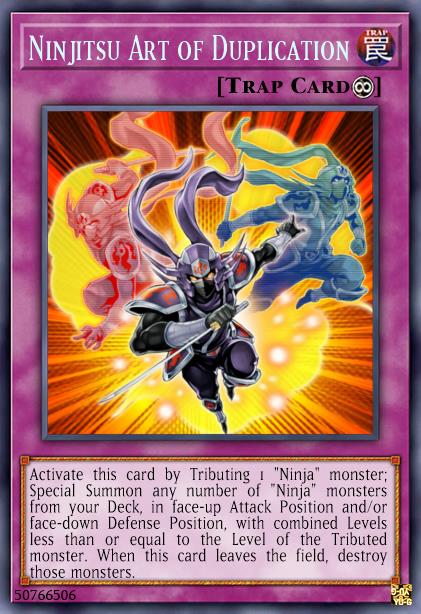 Ninjitsu Art of Duplication
TRAP
罠
[Trap Card♾]
Activate this card by Tributing 1 "Ninja" monster;
Special Summon any number of "Ninja" monsters
from your Deck, in face-up Attack Position and/or
face-down Defense Position, with combined Levels
less than or equal to the Level of the Tributed
monster. When this card leaves the field, destroy
those monsters.
50766506